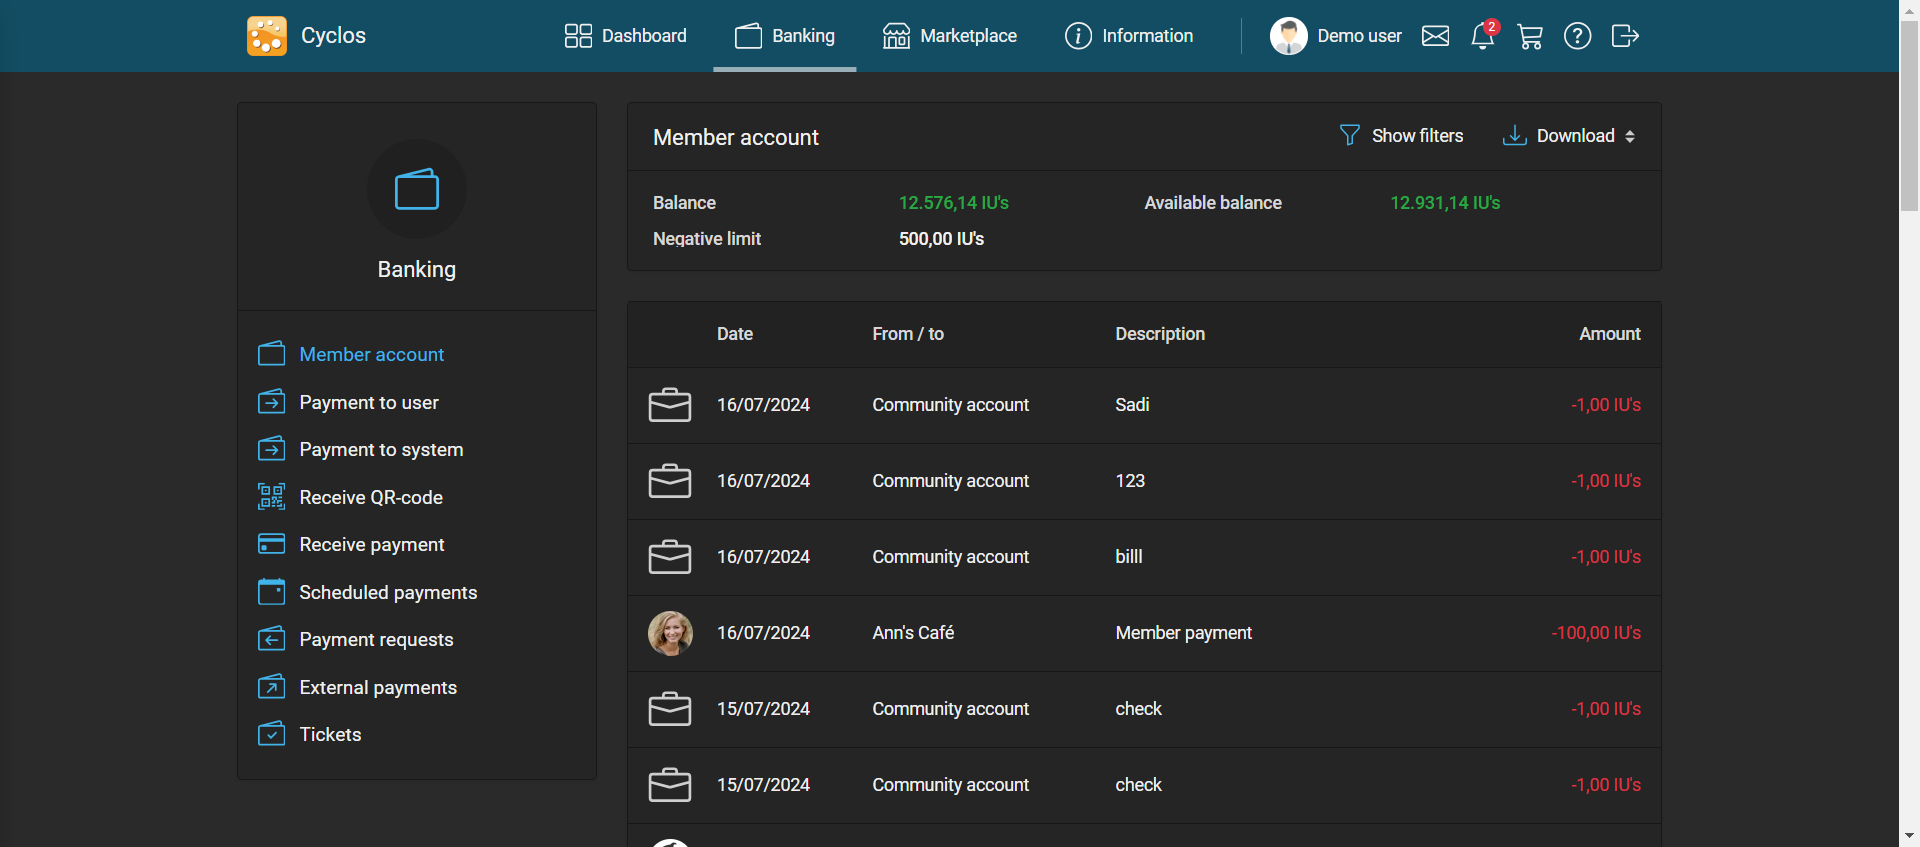 Cyclos
Dashboard
Banking
Marketplace
Information
Demo user
2
Banking
Member account
Payment to user
Payment to system
Receive QR-code
Receive payment
Scheduled payments
Payment requests
External payments
Tickets
Member account
Show filters
Download
Balance 12.576,14 IU's Available balance 12.931,14 IU's
Negative limit 500,00 IU's
Date From / to Description Amount
16/07/2024 Community account Sadi -1,00 IU's
16/07/2024 Community account 123 -1,00 IU's
16/07/2024 Community account billl -1,00 IU's
16/07/2024 Ann's Café Member payment -100,00 IU's
15/07/2024 Community account check -1,00 IU's
15/07/2024 Community account check -1,00 IU's